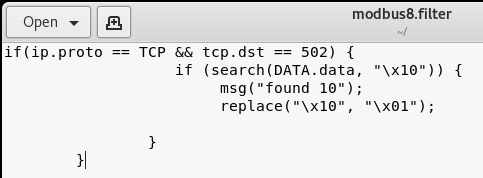 Open
modbus8.filter
~/
if(ip.proto == TCP && tcp.dst == 502) {
if (search(DATA.data, "\x10")) {
msg("found 10");
replace("\x10", "\x01");
}
}